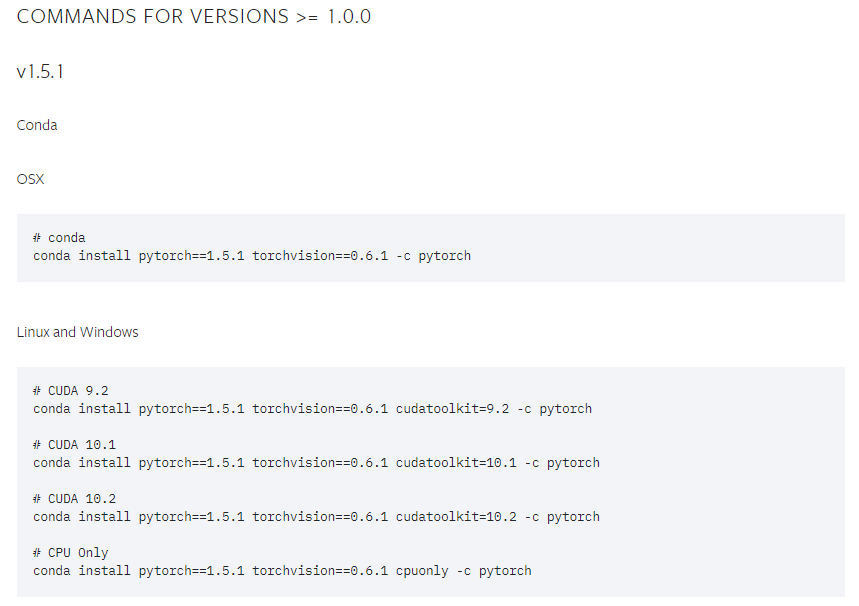 COMMANDS FOR VERSIONS >= 1.0.0
v1.5.1
Conda
OSX
# conda
conda install pytorch==1.5.1 torchvision==0.6.1 -c pytorch
Linux and Windows
# CUDA 9.2
conda install pytorch==1.5.1 torchvision==0.6.1 cudatoolkit=9.2 -c pytorch
# CUDA 10.1
conda install pytorch==1.5.1 torchvision==0.6.1 cudatoolkit=10.1 -c pytorch
# CUDA 10.2
conda install pytorch==1.5.1 torchvision==0.6.1 cudatoolkit=10.2 -c pytorch
# CPU Only
conda install pytorch==1.5.1 torchvision==0.6.1 cpuonly -c pytorch